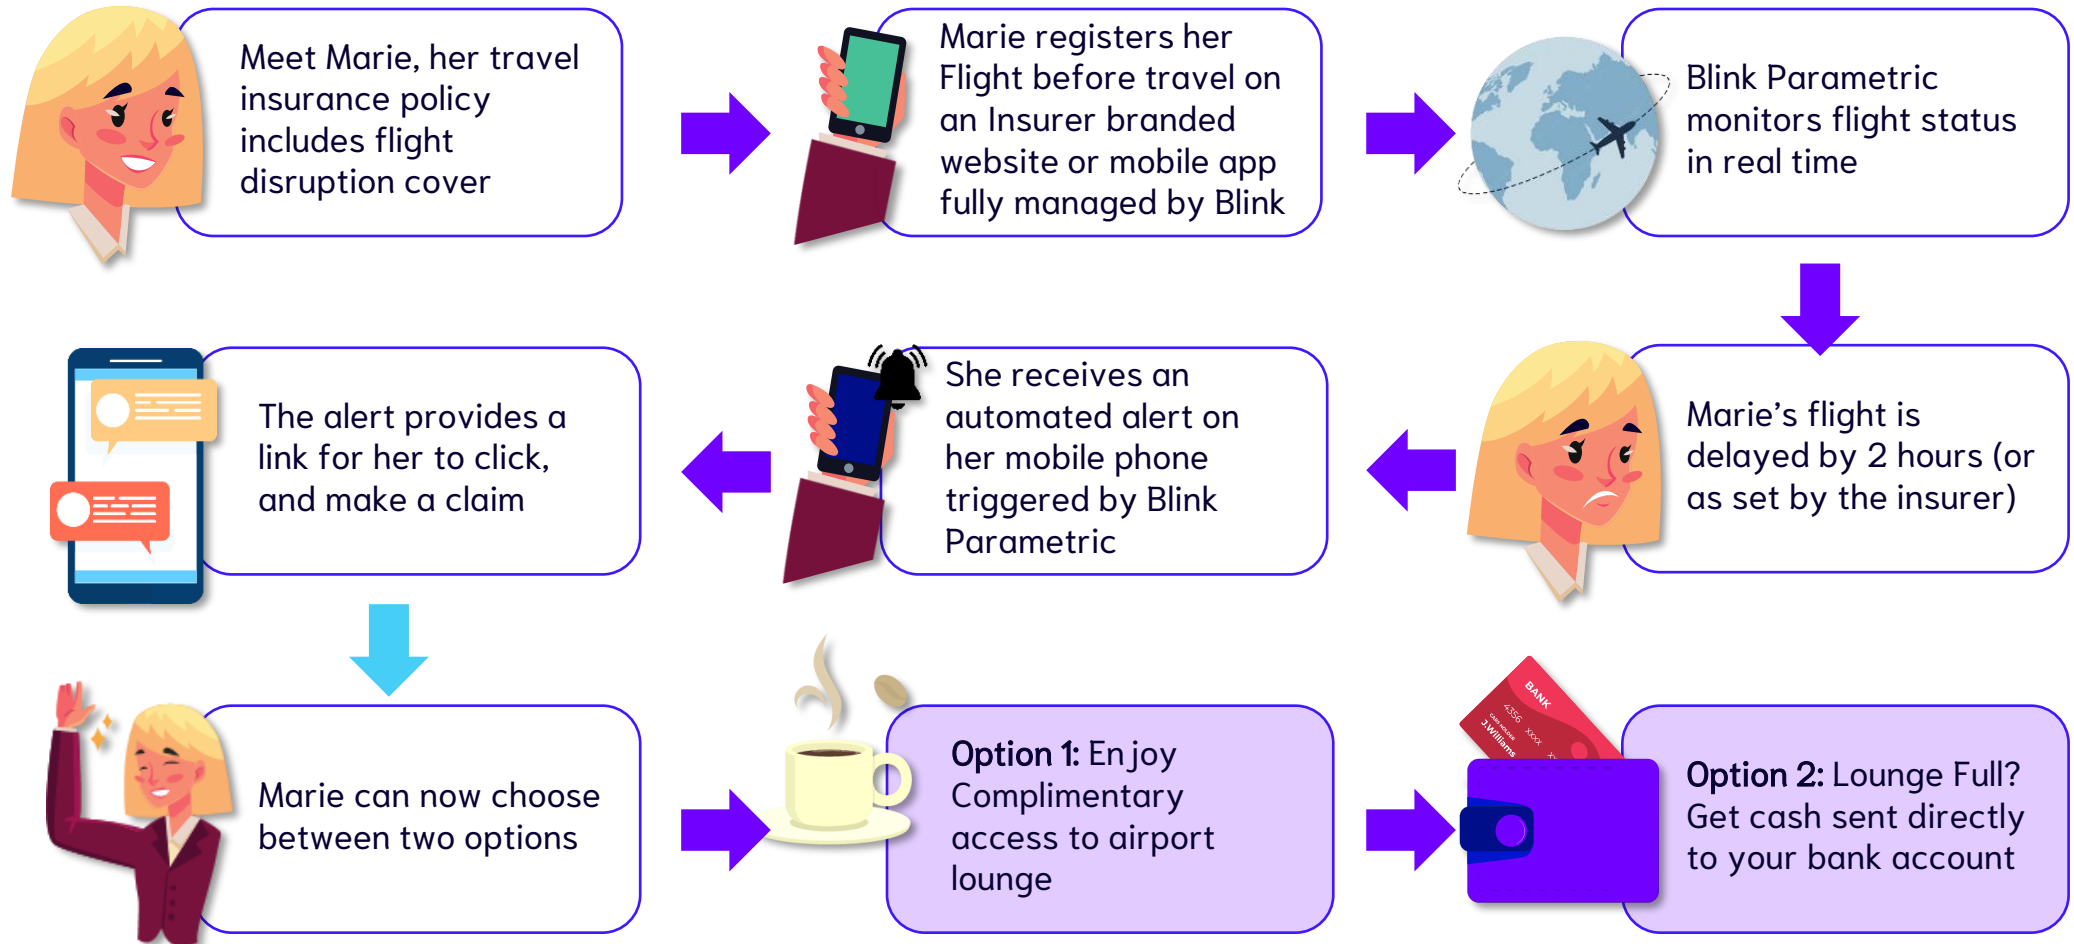 Meet Marie, her travel
insurance policy
includes flight
disruption cover
Marie registers her
Flight before travel on
an Insurer branded
website or mobile app
fully managed by Blink
Blink Parametric
monitors flight status
in real time
Marie’s flight is
delayed by 2 hours (or
as set by the insurer)
She receives an
automated alert on
her mobile phone
triggered by Blink
Parametric
The alert provides a
link for her to click,
and make a claim
Marie can now choose
between two options
Option 1: Enjoy
Complimentary
access to airport
lounge
BANK
4356 XXXX
CARD HOLDER
J.Williams
Option 2: Lounge Full?
Get cash sent directly
to your bank account